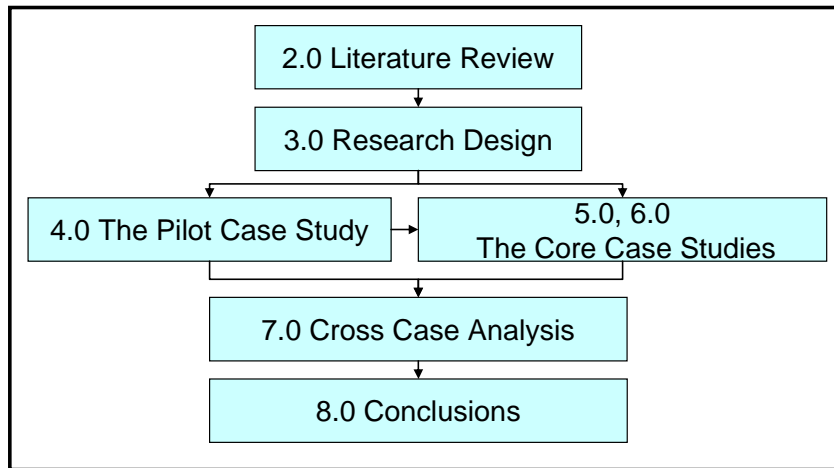 2.0 Literature Review
3.0 Research Design
4.0 The Pilot Case Study
5.0, 6.0
The Core Case Studies
7.0 Cross Case Analysis
8.0 Conclusions